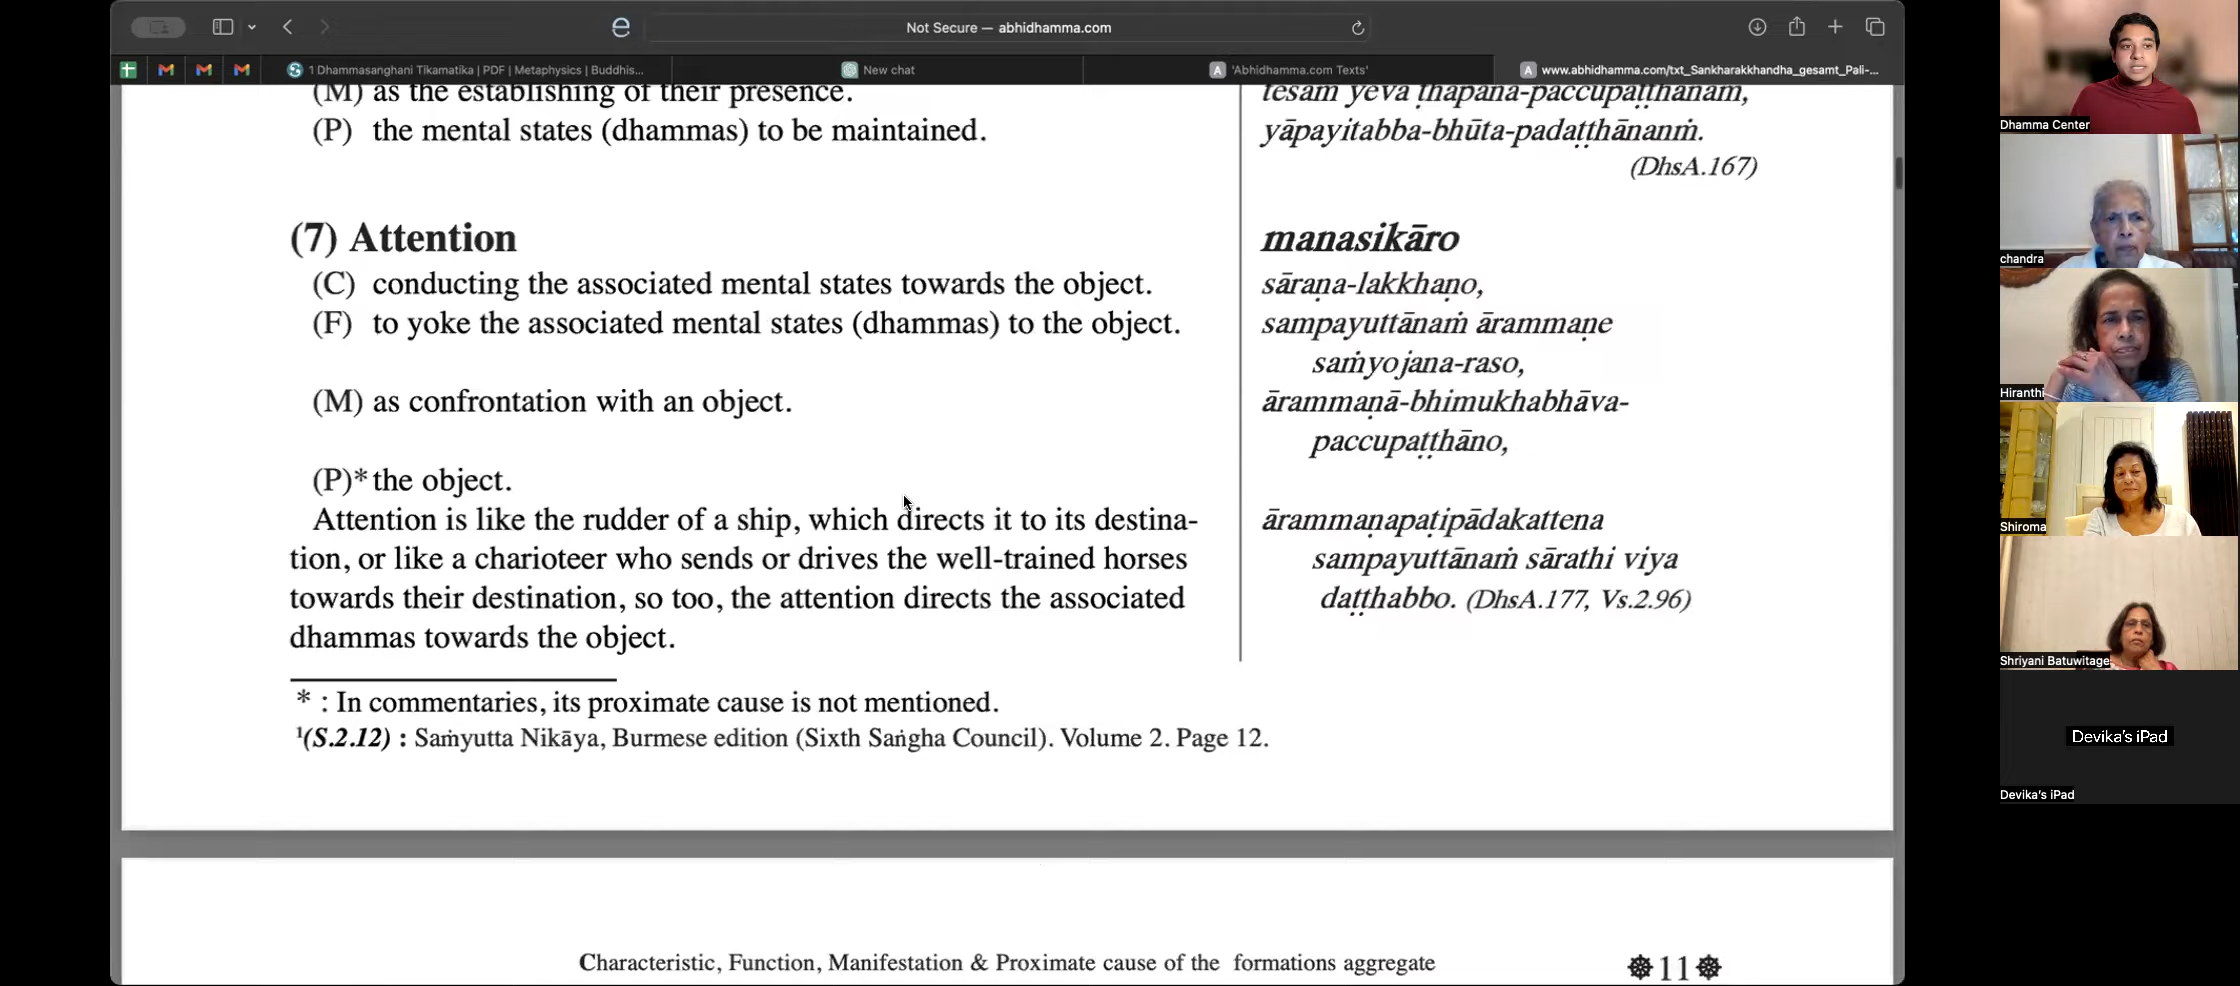 Not Secure — abhidhamma.com
1 Dhammasanghani Tikamatika | PDF | Metaphysics | Buddhis...
New chat
'Abhidhamma.com Texts'
www.abhidhamma.com/txt_Sankharakkhandha_gesamt_Pali-...
(M) as the establishing of their presence.
(P) the mental states (dhammas) to be maintained.
(7) Attention
(C) conducting the associated mental states towards the object.
(F) to yoke the associated mental states (dhammas) to the object.
(M) as confrontation with an object.
(P)* the object.
Attention is like the rudder of a ship, which directs it to its destina-
tion, or like a charioteer who sends or drives the well-trained horses
towards their destination, so too, the attention directs the associated
dhammas towards the object.
tesaṁ yeva ṭhapana-paccupaṭṭhānaṁ,
yāpayitabba-bhūta-padaṭṭhānanṁ.
(DhsA.167)
manasikāro
sāraṇa-lakkhaṇo,
sampayuttānaṁ ārammaṇe
saṁyojana-raso,
ārammaṇā-bhimukhabhāva-
paccupaṭṭhāno,
ārammaṇapaṭipādakattena
sampayuttānaṁ sārathi viya
daṭṭhabbo. (DhsA.177, Vs.2.96)
* : In commentaries, its proximate cause is not mentioned.
¹(S.2.12) : Saṁyutta Nikāya, Burmese edition (Sixth Saṅgha Council). Volume 2. Page 12.
Characteristic, Function, Manifestation & Proximate cause of the formations aggregate
☸11☸
Dhamma Center
chandra
Hiranthi
Shiroma
Shriyani Batuwitage
Devika's iPad
Devika's iPad